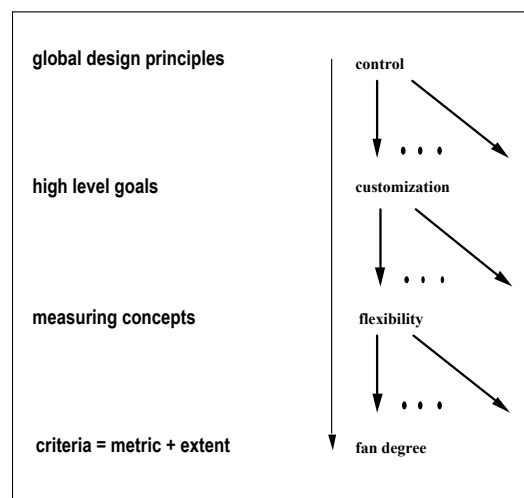 global design principles control
• • •
high level goals customization
• • •
measuring concepts flexibility
• • •
criteria = metric + extent fan degree